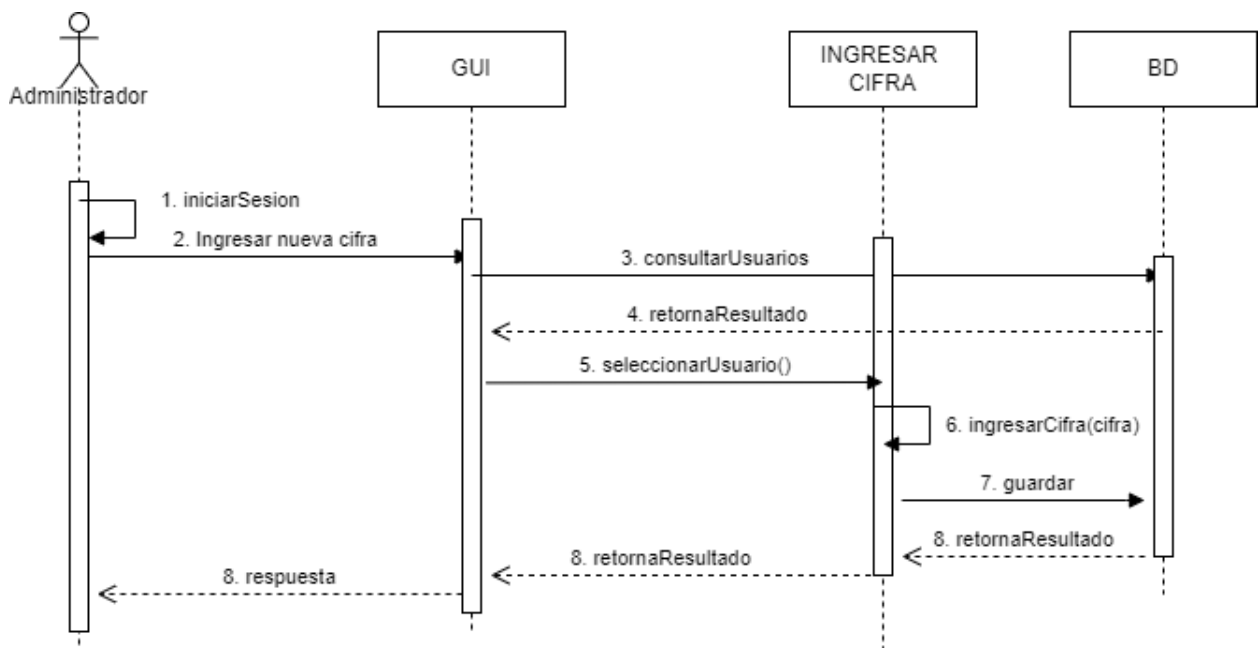 Administrador
GUI
INGRESAR
CIFRA
BD
1. iniciarSesion
2. Ingresar nueva cifra
3. consultarUsuarios
4. retornaResultado
5. seleccionarUsuario()
6. ingresarCifra(cifra)
7. guardar
8. retornaResultado
8. retornaResultado
8. respuesta